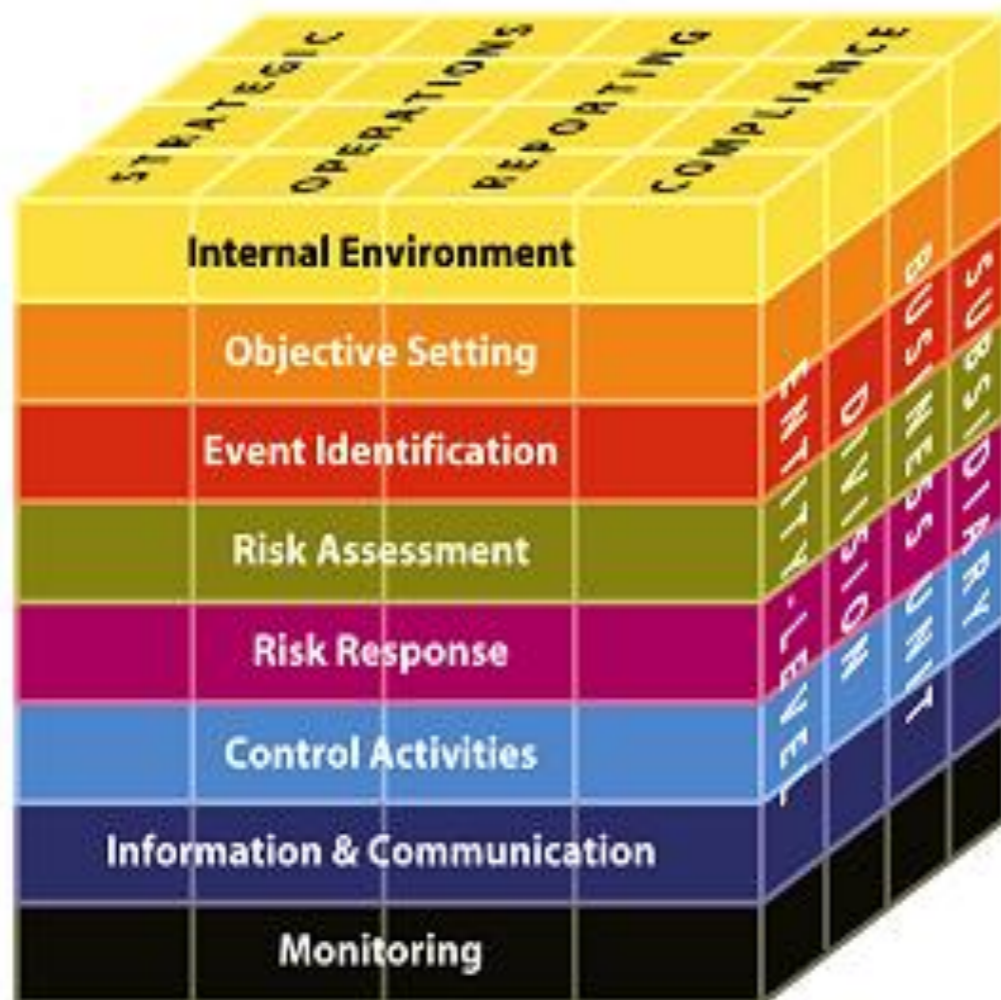 STRATEGIC
OPERATIONS
REPORTING
COMPLIANCE
Internal Environment
Objective Setting
Event Identification
Risk Assessment
Risk Response
Control Activities
Information & Communication
Monitoring
ENTITY-LEVEL
DIVISION
BUSINESS UNIT
SUBSIDIARY